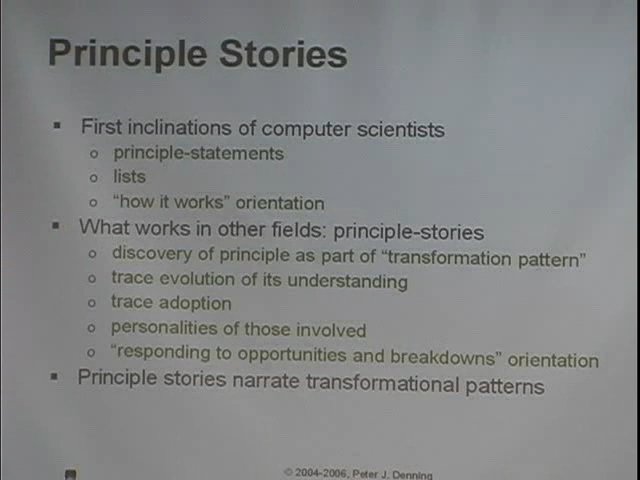 Principle Stories
▪ First inclinations of computer scientists
o principle-statements
o lists
o “how it works” orientation
▪ What works in other fields: principle-stories
o discovery of principle as part of “transformation pattern”
o trace evolution of its understanding
o trace adoption
o personalities of those involved
o “responding to opportunities and breakdowns” orientation
▪ Principle stories narrate transformational patterns
© 2004-2006, Peter J. Denning